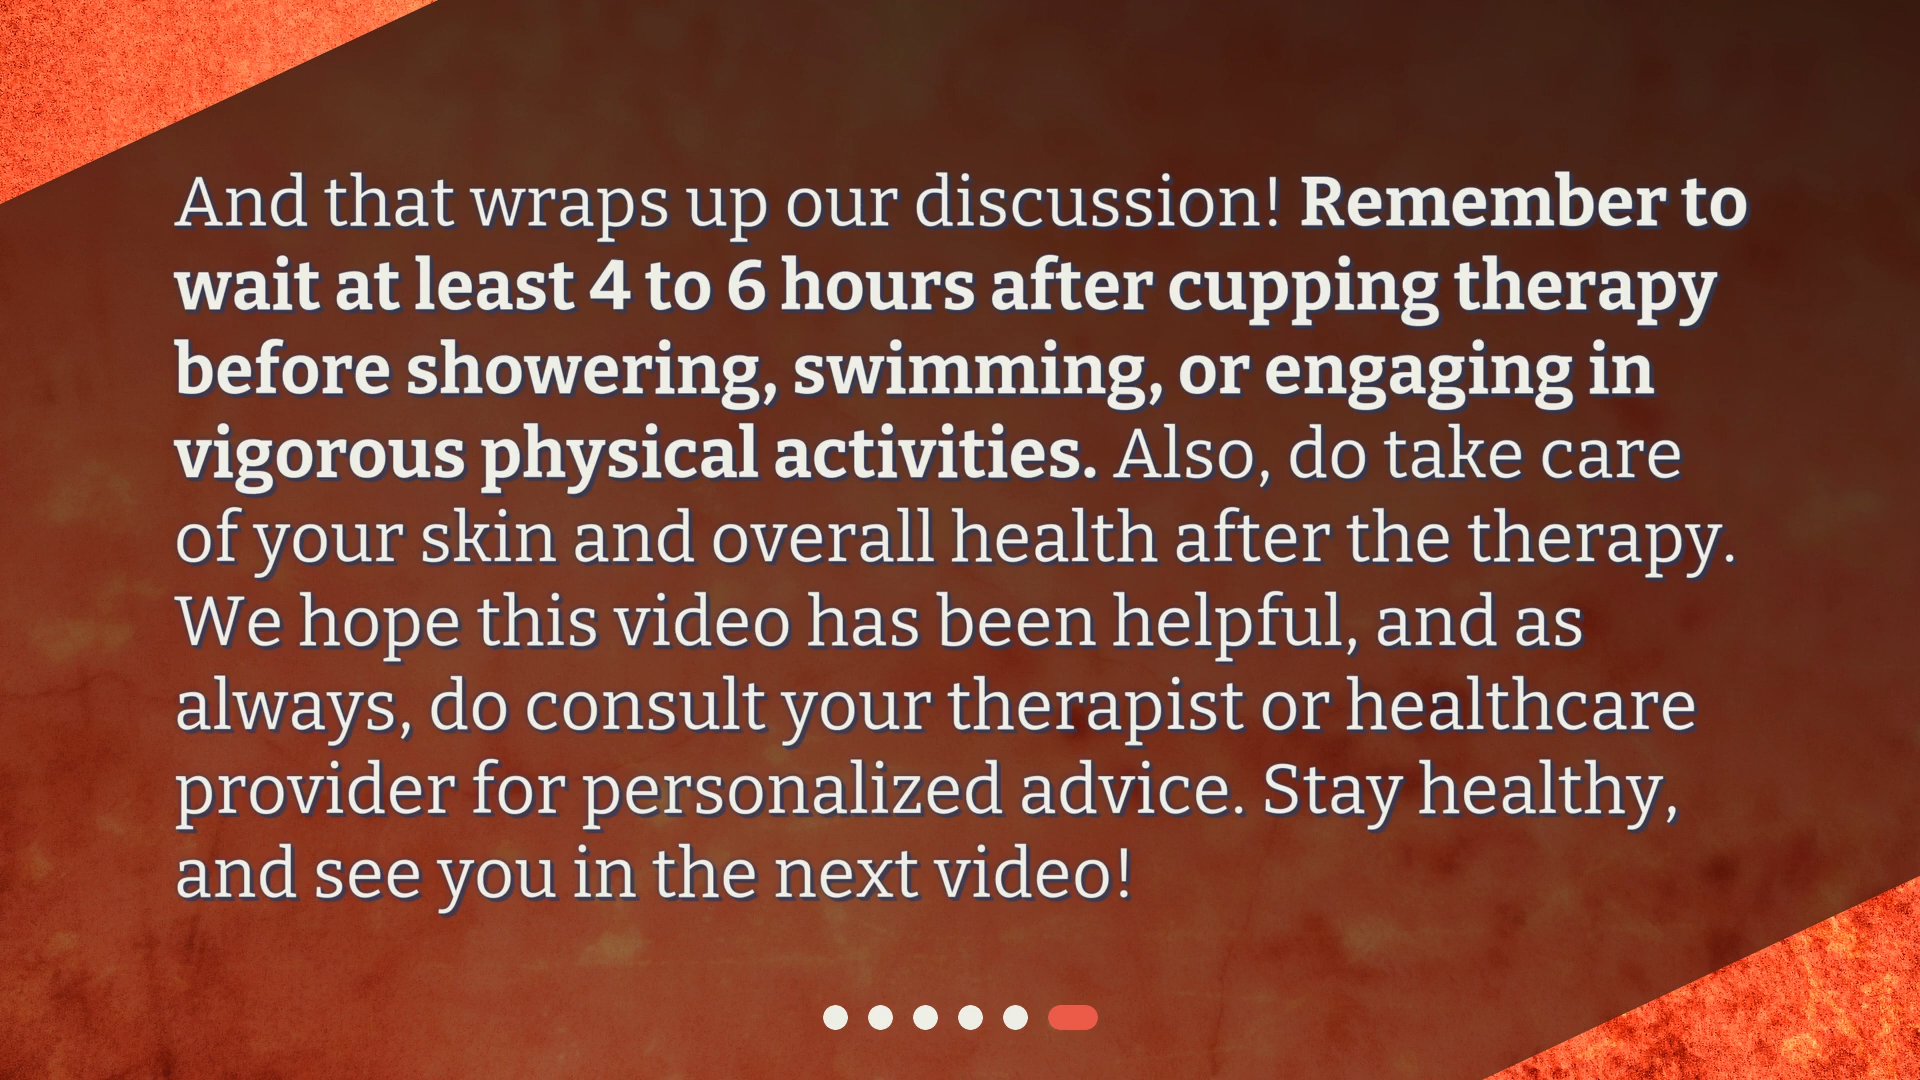 And that wraps up our discussion! Remember to
wait at least 4 to 6 hours after cupping therapy
before showering, swimming, or engaging in
vigorous physical activities. Also, do take care
of your skin and overall health after the therapy.
We hope this video has been helpful, and as
always, do consult your therapist or healthcare
provider for personalized advice. Stay healthy,
and see you in the next video!